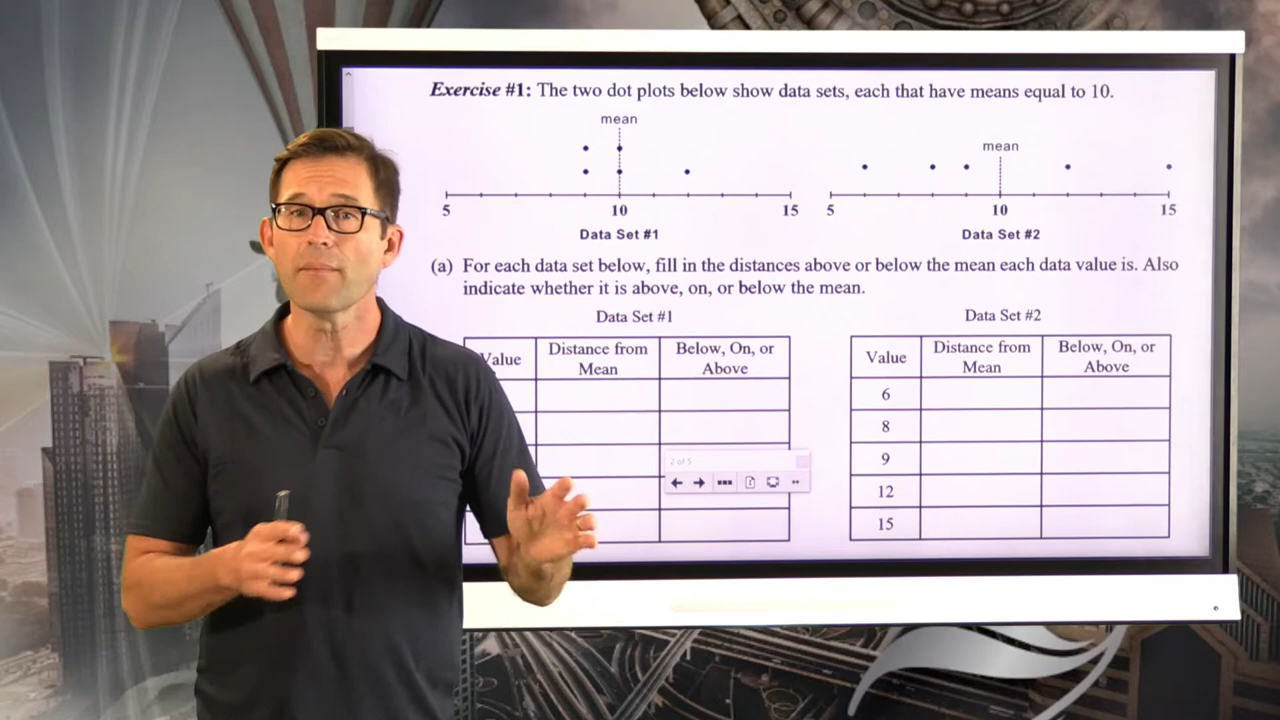 Exercise #1: The two dot plots below show data sets, each that have means equal to 10.
mean
5 10 15
Data Set #1
mean
5 10 15
Data Set #2
(a) For each data set below, fill in the distances above or below the mean each data value is. Also
indicate whether it is above, on, or below the mean.
Data Set #1
Value Distance from Below, On, or
Mean Above
2 of 5
Data Set #2
Value Distance from Below, On, or
Mean Above
6
8
9
12
15